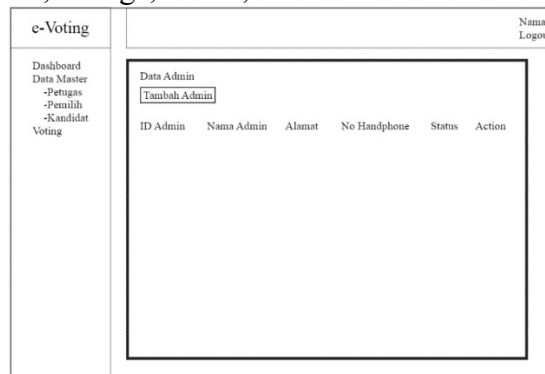 e-Voting
Nama
Dashboard
Data Master
-Petugas
-Pemilih
-Kandidat
Voting
Data Admin
Tambah Admin
ID Admin Nama Admin Alamat No Handphone Status Action